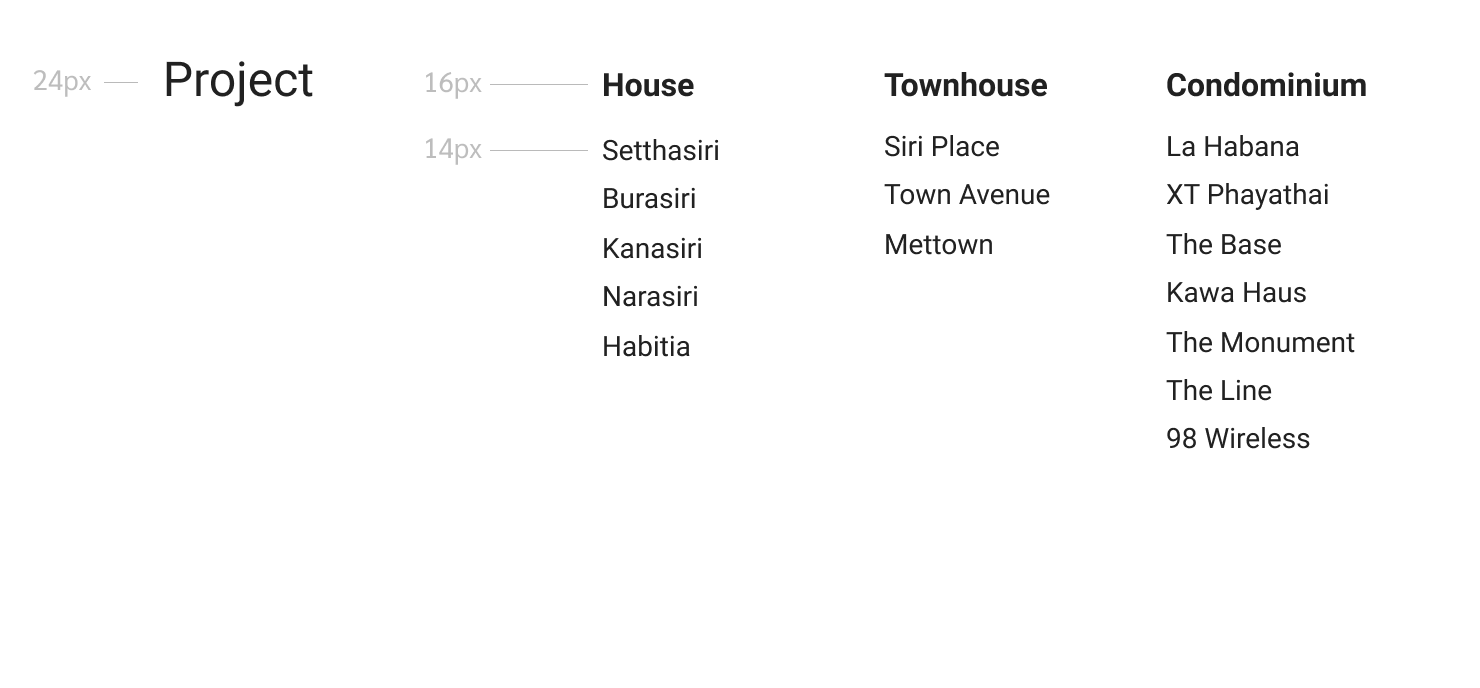 24px Project
16px House
14px Setthasiri
Burasiri
Kanasiri
Narasiri
Habitia
Townhouse
Siri Place
Town Avenue
Mettown
Condominium
La Habana
XT Phayathai
The Base
Kawa Haus
The Monument
The Line
98 Wireless